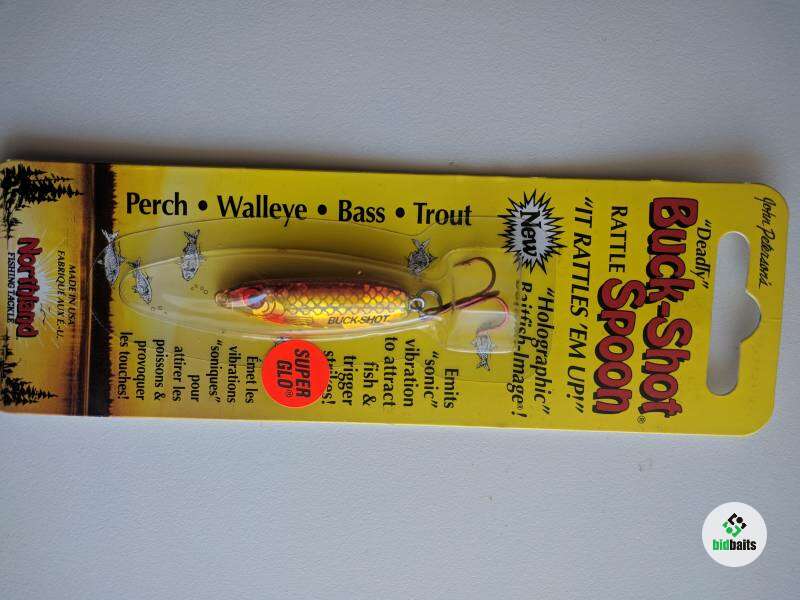 John Peterson's
"Deadly"
Buck-Shot®
RATTLE Spoon
"IT RATTLES 'EM UP!"
New!
"Holographic"
Baitfish-Image®!
Perch • Walleye • Bass • Trout
BUCK-SHOT
Emits
"sonic"
vibration
to attract
fish &
trigger
strikes!
SUPER
GLO®
Émet les
vibrations
"soniques"
pour
attirer les
poissons &
provoquer
les touches!
MADE IN USA
FABRIQUÉ AUX É.-U.
Northland
FISHING TACKLE
bidbaits